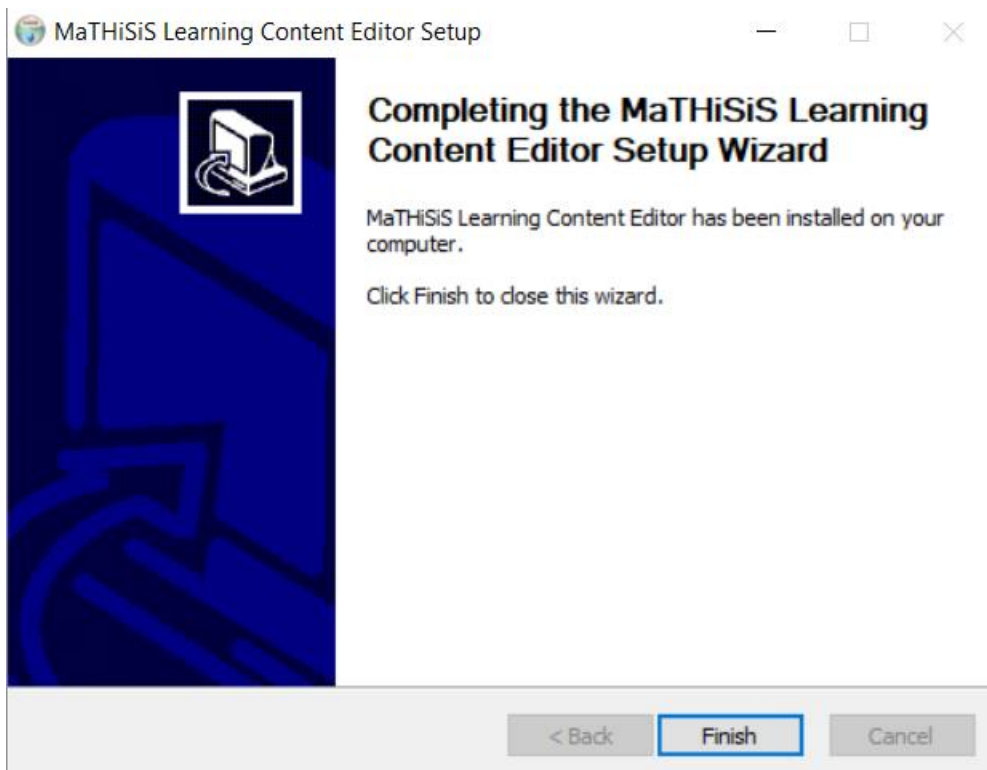 MaTHiSiS Learning Content Editor Setup
Completing the MaTHiSiS Learning
Content Editor Setup Wizard
MaTHiSiS Learning Content Editor has been installed on your
computer.
Click Finish to close this wizard.
< Back
Finish
Cancel